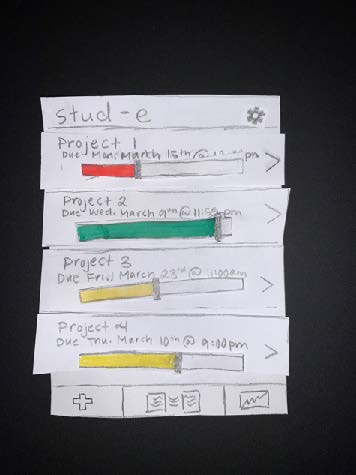 stud-e
Project 1
Due Mon. March 15th @ pm
Project 2
Due Wed. March 9th @ 11:59 pm
Project 3
Due Fri. March 23rd @ 11:00am
Project 4
Due Thu. March 10th @ 9:00pm